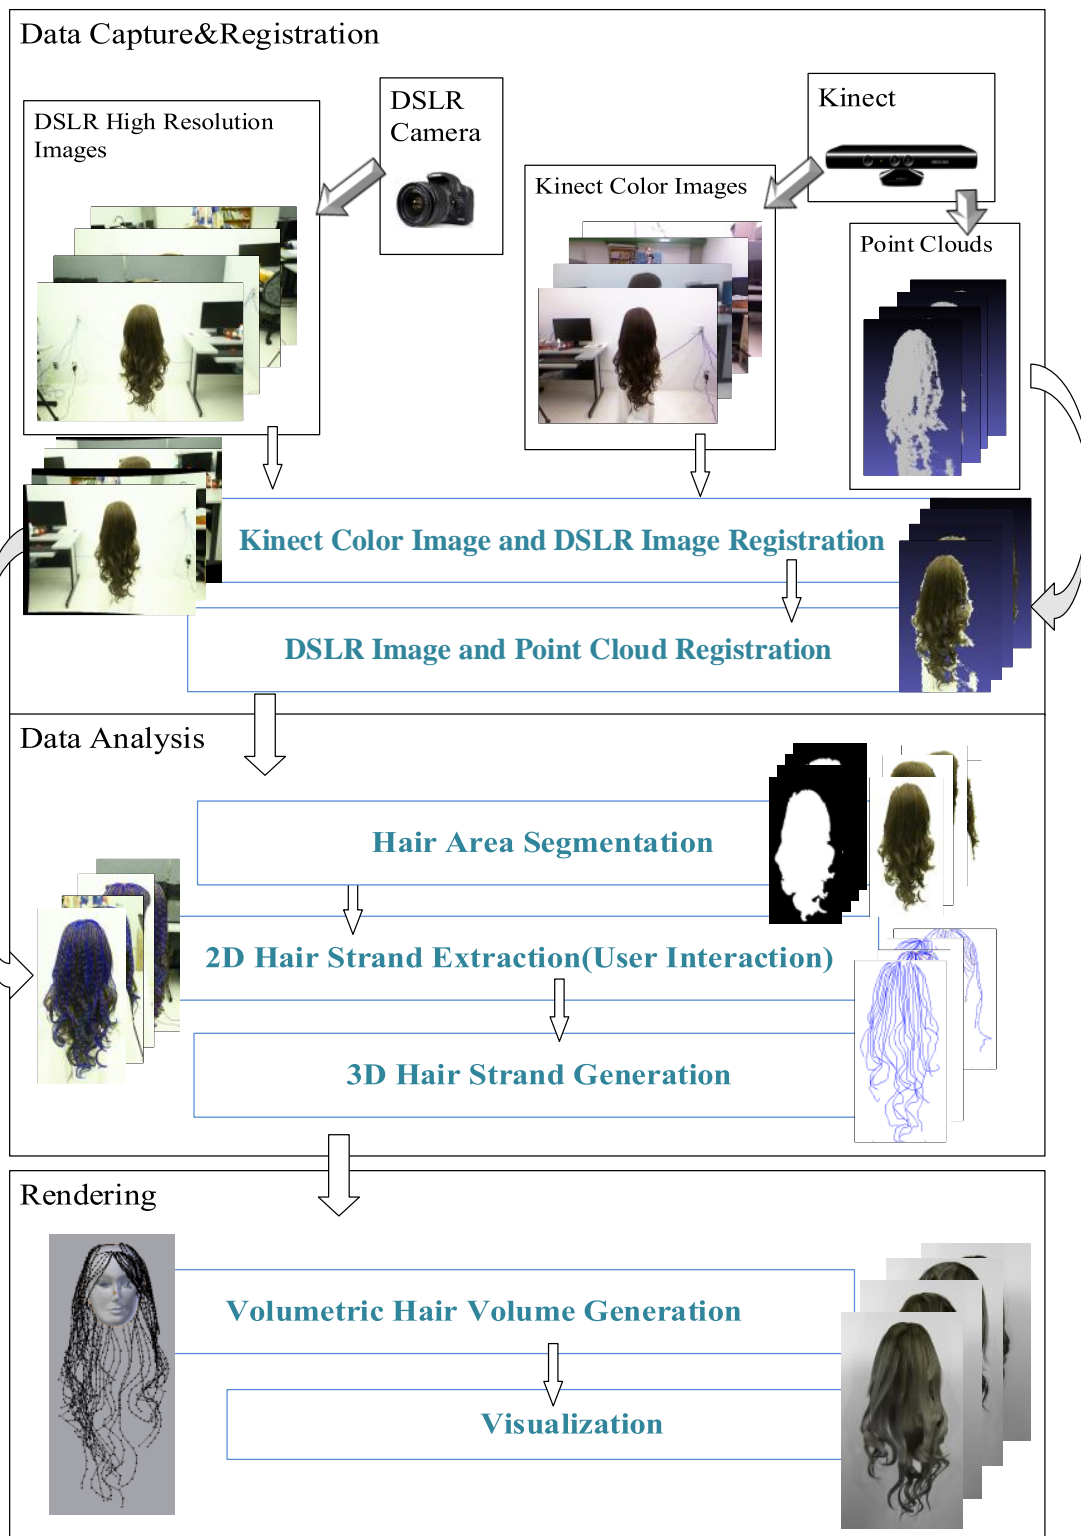 Data Capture&Registration
DSLR High Resolution
Images
DSLR
Camera
Kinect
Kinect Color Images
Point Clouds
Kinect Color Image and DSLR Image Registration
DSLR Image and Point Cloud Registration
Data Analysis
Hair Area Segmentation
2D Hair Strand Extraction(User Interaction)
3D Hair Strand Generation
Rendering
Volumetric Hair Volume Generation
Visualization